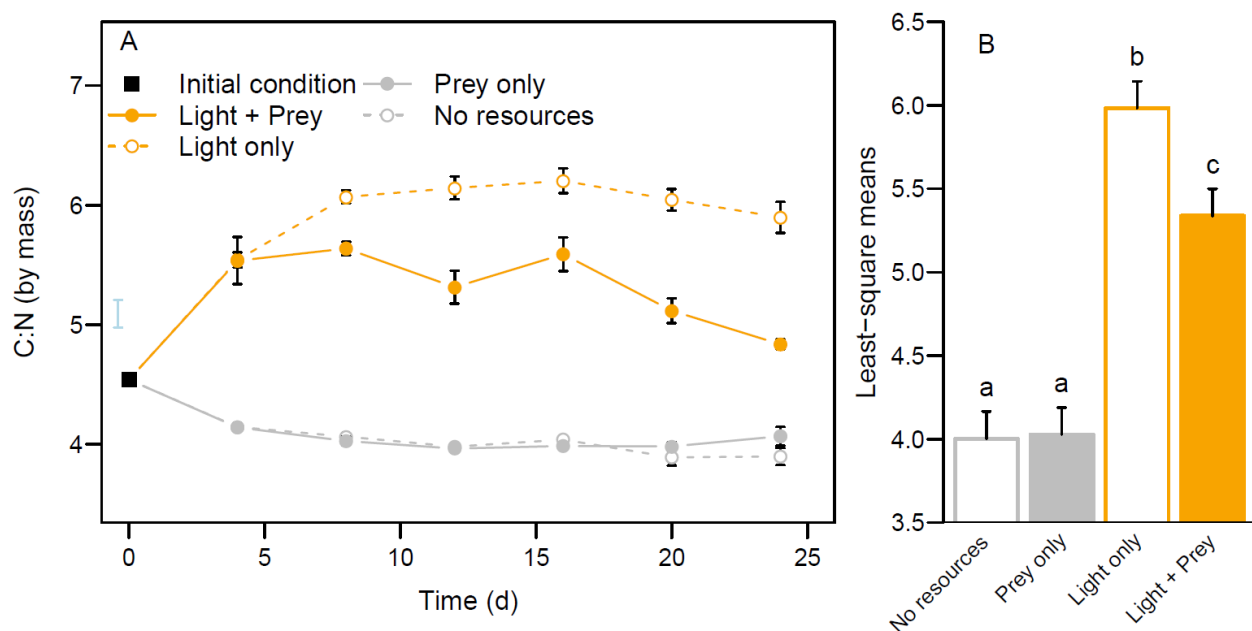 A
7
6
5
4
C:N (by mass)
Initial condition
Light + Prey
Light only
Prey only
No resources
0
5
10
15
20
25
Time (d)
B
6.5
6.0
5.5
5.0
4.5
4.0
3.5
Least−square means
a
a
b
c
No resources
Prey only
Light only
Light + Prey